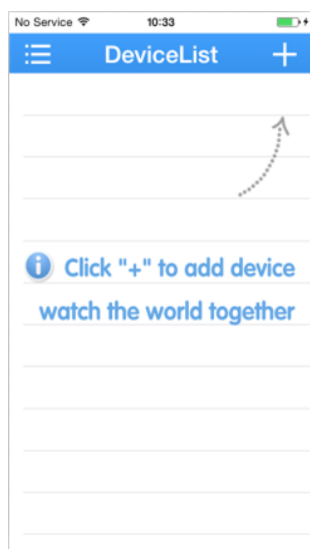 No Service 10:33
DeviceList
Click "+" to add device
watch the world together